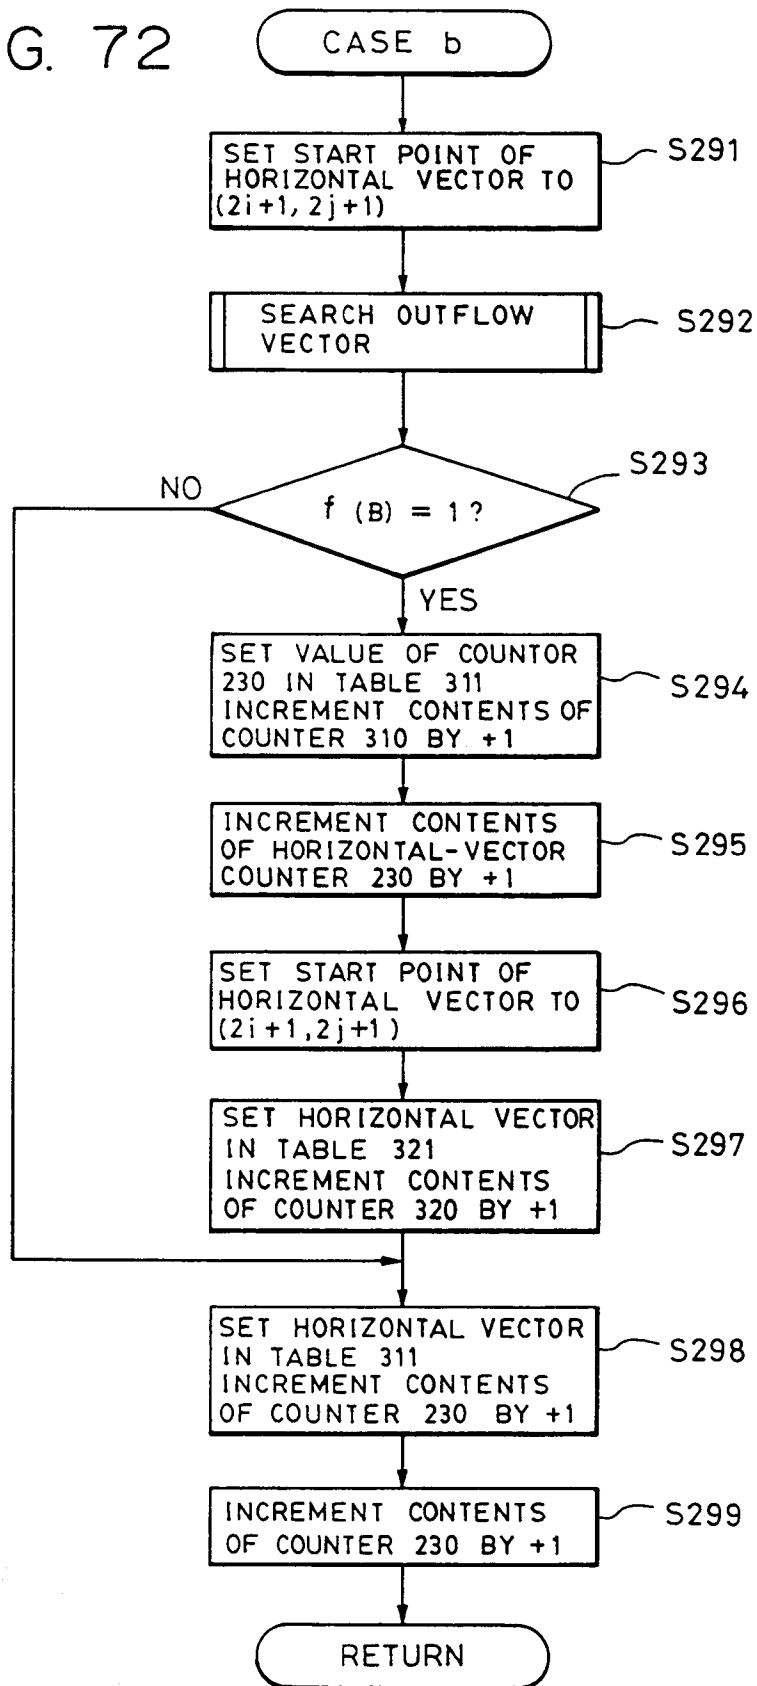 G. 72
CASE b
SET START POINT OF
HORIZONTAL VECTOR TO
(2i+1, 2j+1)
S291
SEARCH OUTFLOW
VECTOR
S292
f (B) = 1 ?
S293
NO
YES
SET VALUE OF COUNTOR
230 IN TABLE 311
INCREMENT CONTENTS OF
COUNTER 310 BY +1
S294
INCREMENT CONTENTS
OF HORIZONTAL-VECTOR
COUNTER 230 BY +1
S295
SET START POINT OF
HORIZONTAL VECTOR TO
(2i+1,2j+1)
S296
SET HORIZONTAL VECTOR
IN TABLE 321
INCREMENT CONTENTS
OF COUNTER 320 BY +1
S297
SET HORIZONTAL VECTOR
IN TABLE 311
INCREMENT CONTENTS
OF COUNTER 230 BY +1
S298
INCREMENT CONTENTS
OF COUNTER 230 BY +1
S299
RETURN